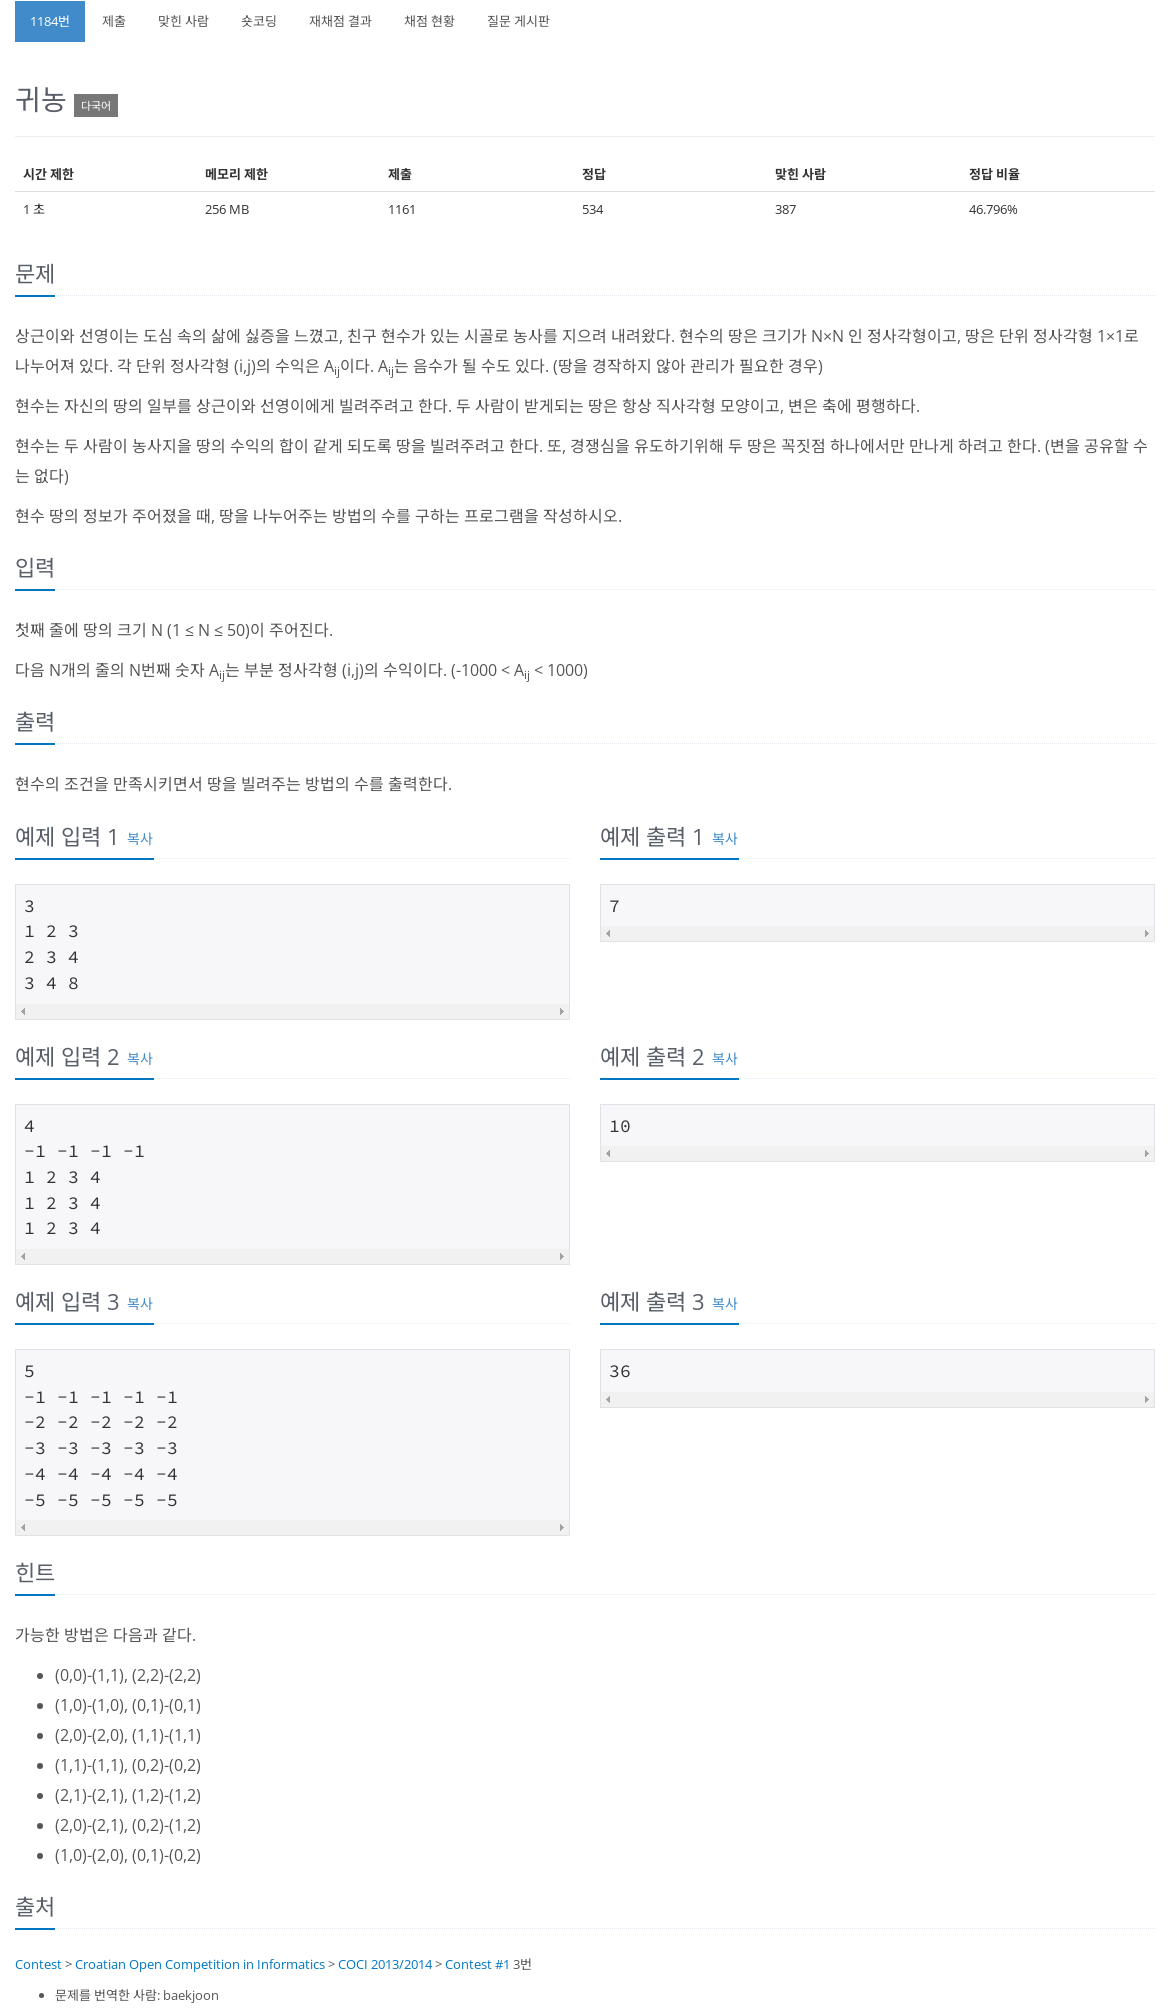 1184번 제출 맞힌 사람 숏코딩 재채점 결과 채점 현황 질문 게시판
귀농 다국어
시간 제한 메모리 제한 제출 정답 맞힌 사람 정답 비율
1 초 256 MB 1161 534 387 46.796%
문제
상근이와 선영이는 도심 속의 삶에 싫증을 느꼈고, 친구 현수가 있는 시골로 농사를 지으려 내려왔다. 현수의 땅은 크기가 N×N 인 정사각형이고, 땅은 단위 정사각형 1×1로
나누어져 있다. 각 단위 정사각형 (i,j)의 수익은 Aij이다. Aij는 음수가 될 수도 있다. (땅을 경작하지 않아 관리가 필요한 경우)
현수는 자신의 땅의 일부를 상근이와 선영이에게 빌려주려고 한다. 두 사람이 받게되는 땅은 항상 직사각형 모양이고, 변은 축에 평행하다.
현수는 두 사람이 농사지을 땅의 수익의 합이 같게 되도록 땅을 빌려주려고 한다. 또, 경쟁심을 유도하기위해 두 땅은 꼭짓점 하나에서만 만나게 하려고 한다. (변을 공유할 수
는 없다)
현수 땅의 정보가 주어졌을 때, 땅을 나누어주는 방법의 수를 구하는 프로그램을 작성하시오.
입력
첫째 줄에 땅의 크기 N (1 ≤ N ≤ 50)이 주어진다.
다음 N개의 줄의 N번째 숫자 Aij는 부분 정사각형 (i,j)의 수익이다. (-1000 < Aij < 1000)
출력
현수의 조건을 만족시키면서 땅을 빌려주는 방법의 수를 출력한다.
예제 입력 1 복사
3
1 2 3
2 3 4
3 4 8
예제 출력 1 복사
7
예제 입력 2 복사
4
-1 -1 -1 -1
1 2 3 4
1 2 3 4
1 2 3 4
예제 출력 2 복사
10
예제 입력 3 복사
5
-1 -1 -1 -1 -1
-2 -2 -2 -2 -2
-3 -3 -3 -3 -3
-4 -4 -4 -4 -4
-5 -5 -5 -5 -5
예제 출력 3 복사
36
힌트
가능한 방법은 다음과 같다.
(0,0)-(1,1), (2,2)-(2,2)
(1,0)-(1,0), (0,1)-(0,1)
(2,0)-(2,0), (1,1)-(1,1)
(1,1)-(1,1), (0,2)-(0,2)
(2,1)-(2,1), (1,2)-(1,2)
(2,0)-(2,1), (0,2)-(1,2)
(1,0)-(2,0), (0,1)-(0,2)
출처
Contest > Croatian Open Competition in Informatics > COCI 2013/2014 > Contest #1 3번
문제를 번역한 사람: baekjoon